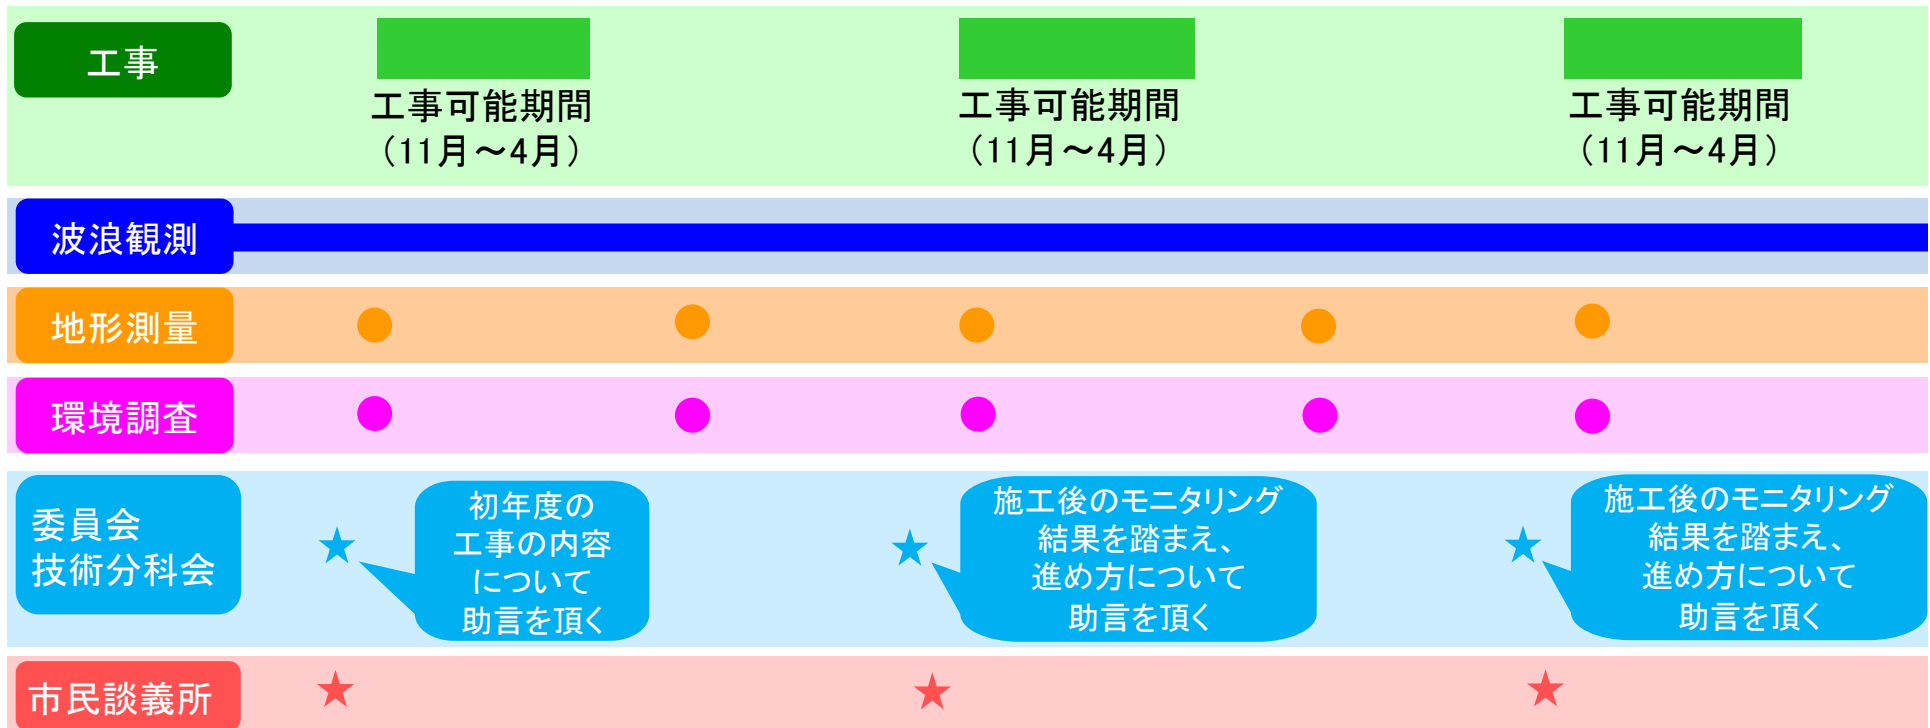 工事
工事可能期間
（11月～4月）
工事可能期間
（11月～4月）
工事可能期間
（11月～4月）
波浪観測
地形測量
環境調査
委員会
技術分科会
初年度の
工事の内容
について
助言を頂く
施工後のモニタリング
結果を踏まえ、
進め方について
助言を頂く
施工後のモニタリング
結果を踏まえ、
進め方について
助言を頂く
市民談義所